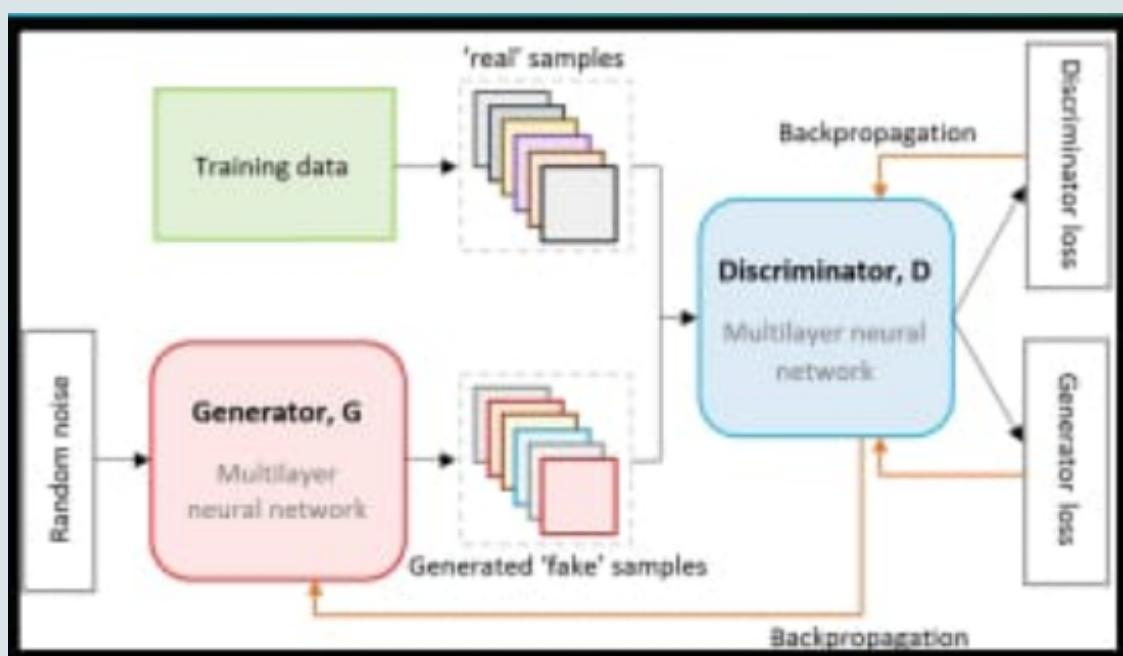 'real' samples
Training data
Backpropagation
Discriminator loss
Discriminator, D
Multilayer neural
network
Random noise
Generator, G
Multilayer
neural network
Generated 'fake' samples
Generator loss
Backpropagation